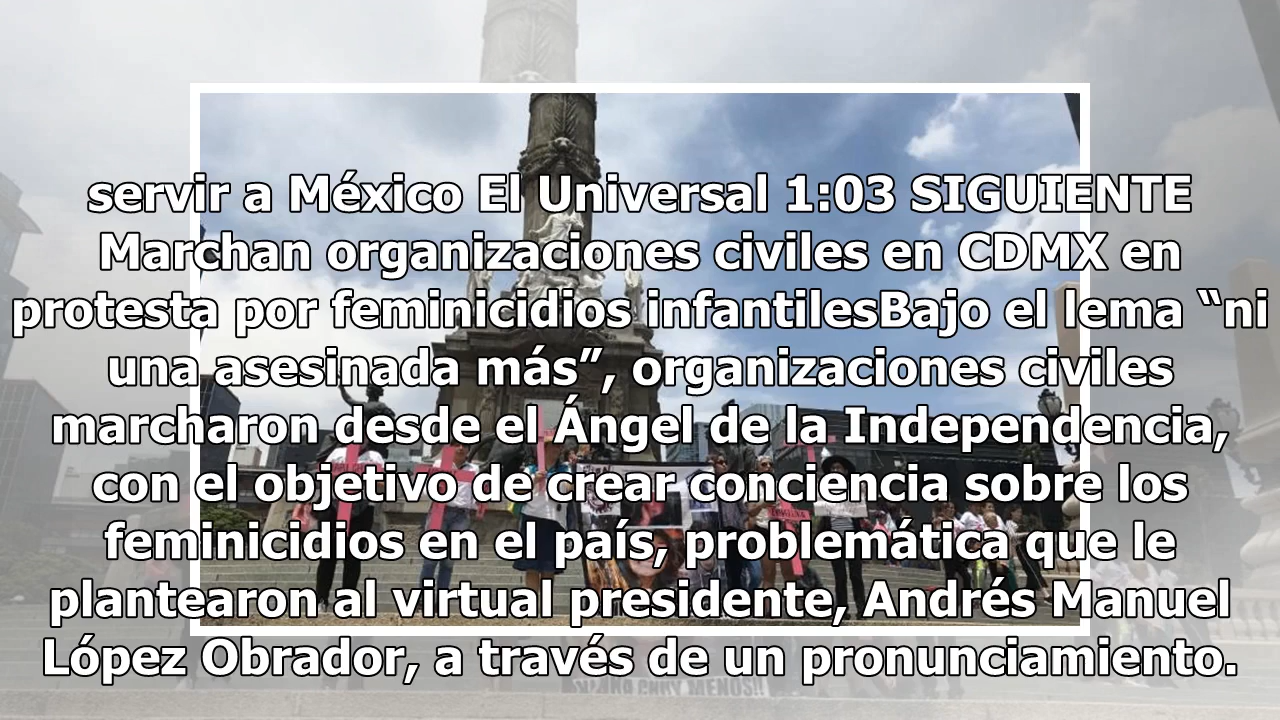 servir a México El Universal 1:03 SIGUIENTE
Marchan organizaciones civiles en CDMX en
protesta por feminicidios infantilesBajo el lema “ni
una asesinada más”, organizaciones civiles
marcharon desde el Ángel de la Independencia,
con el objetivo de crear conciencia sobre los
feminicidios en el país, problemática que le
plantearon al virtual presidente, Andrés Manuel
López Obrador, a través de un pronunciamiento.